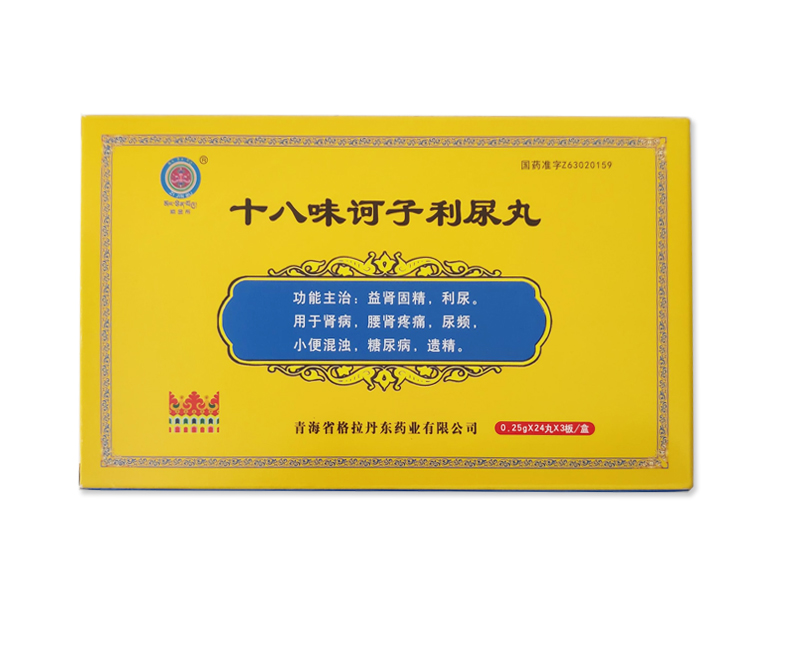 ®
国药准字Z63020159
十八味诃子利尿丸
功能主治：益肾固精，利尿。
用于肾病，腰肾疼痛，尿频，
小便混浊，糖尿病，遗精。
青海省格拉丹东药业有限公司
0.25gX24丸X3板/盒